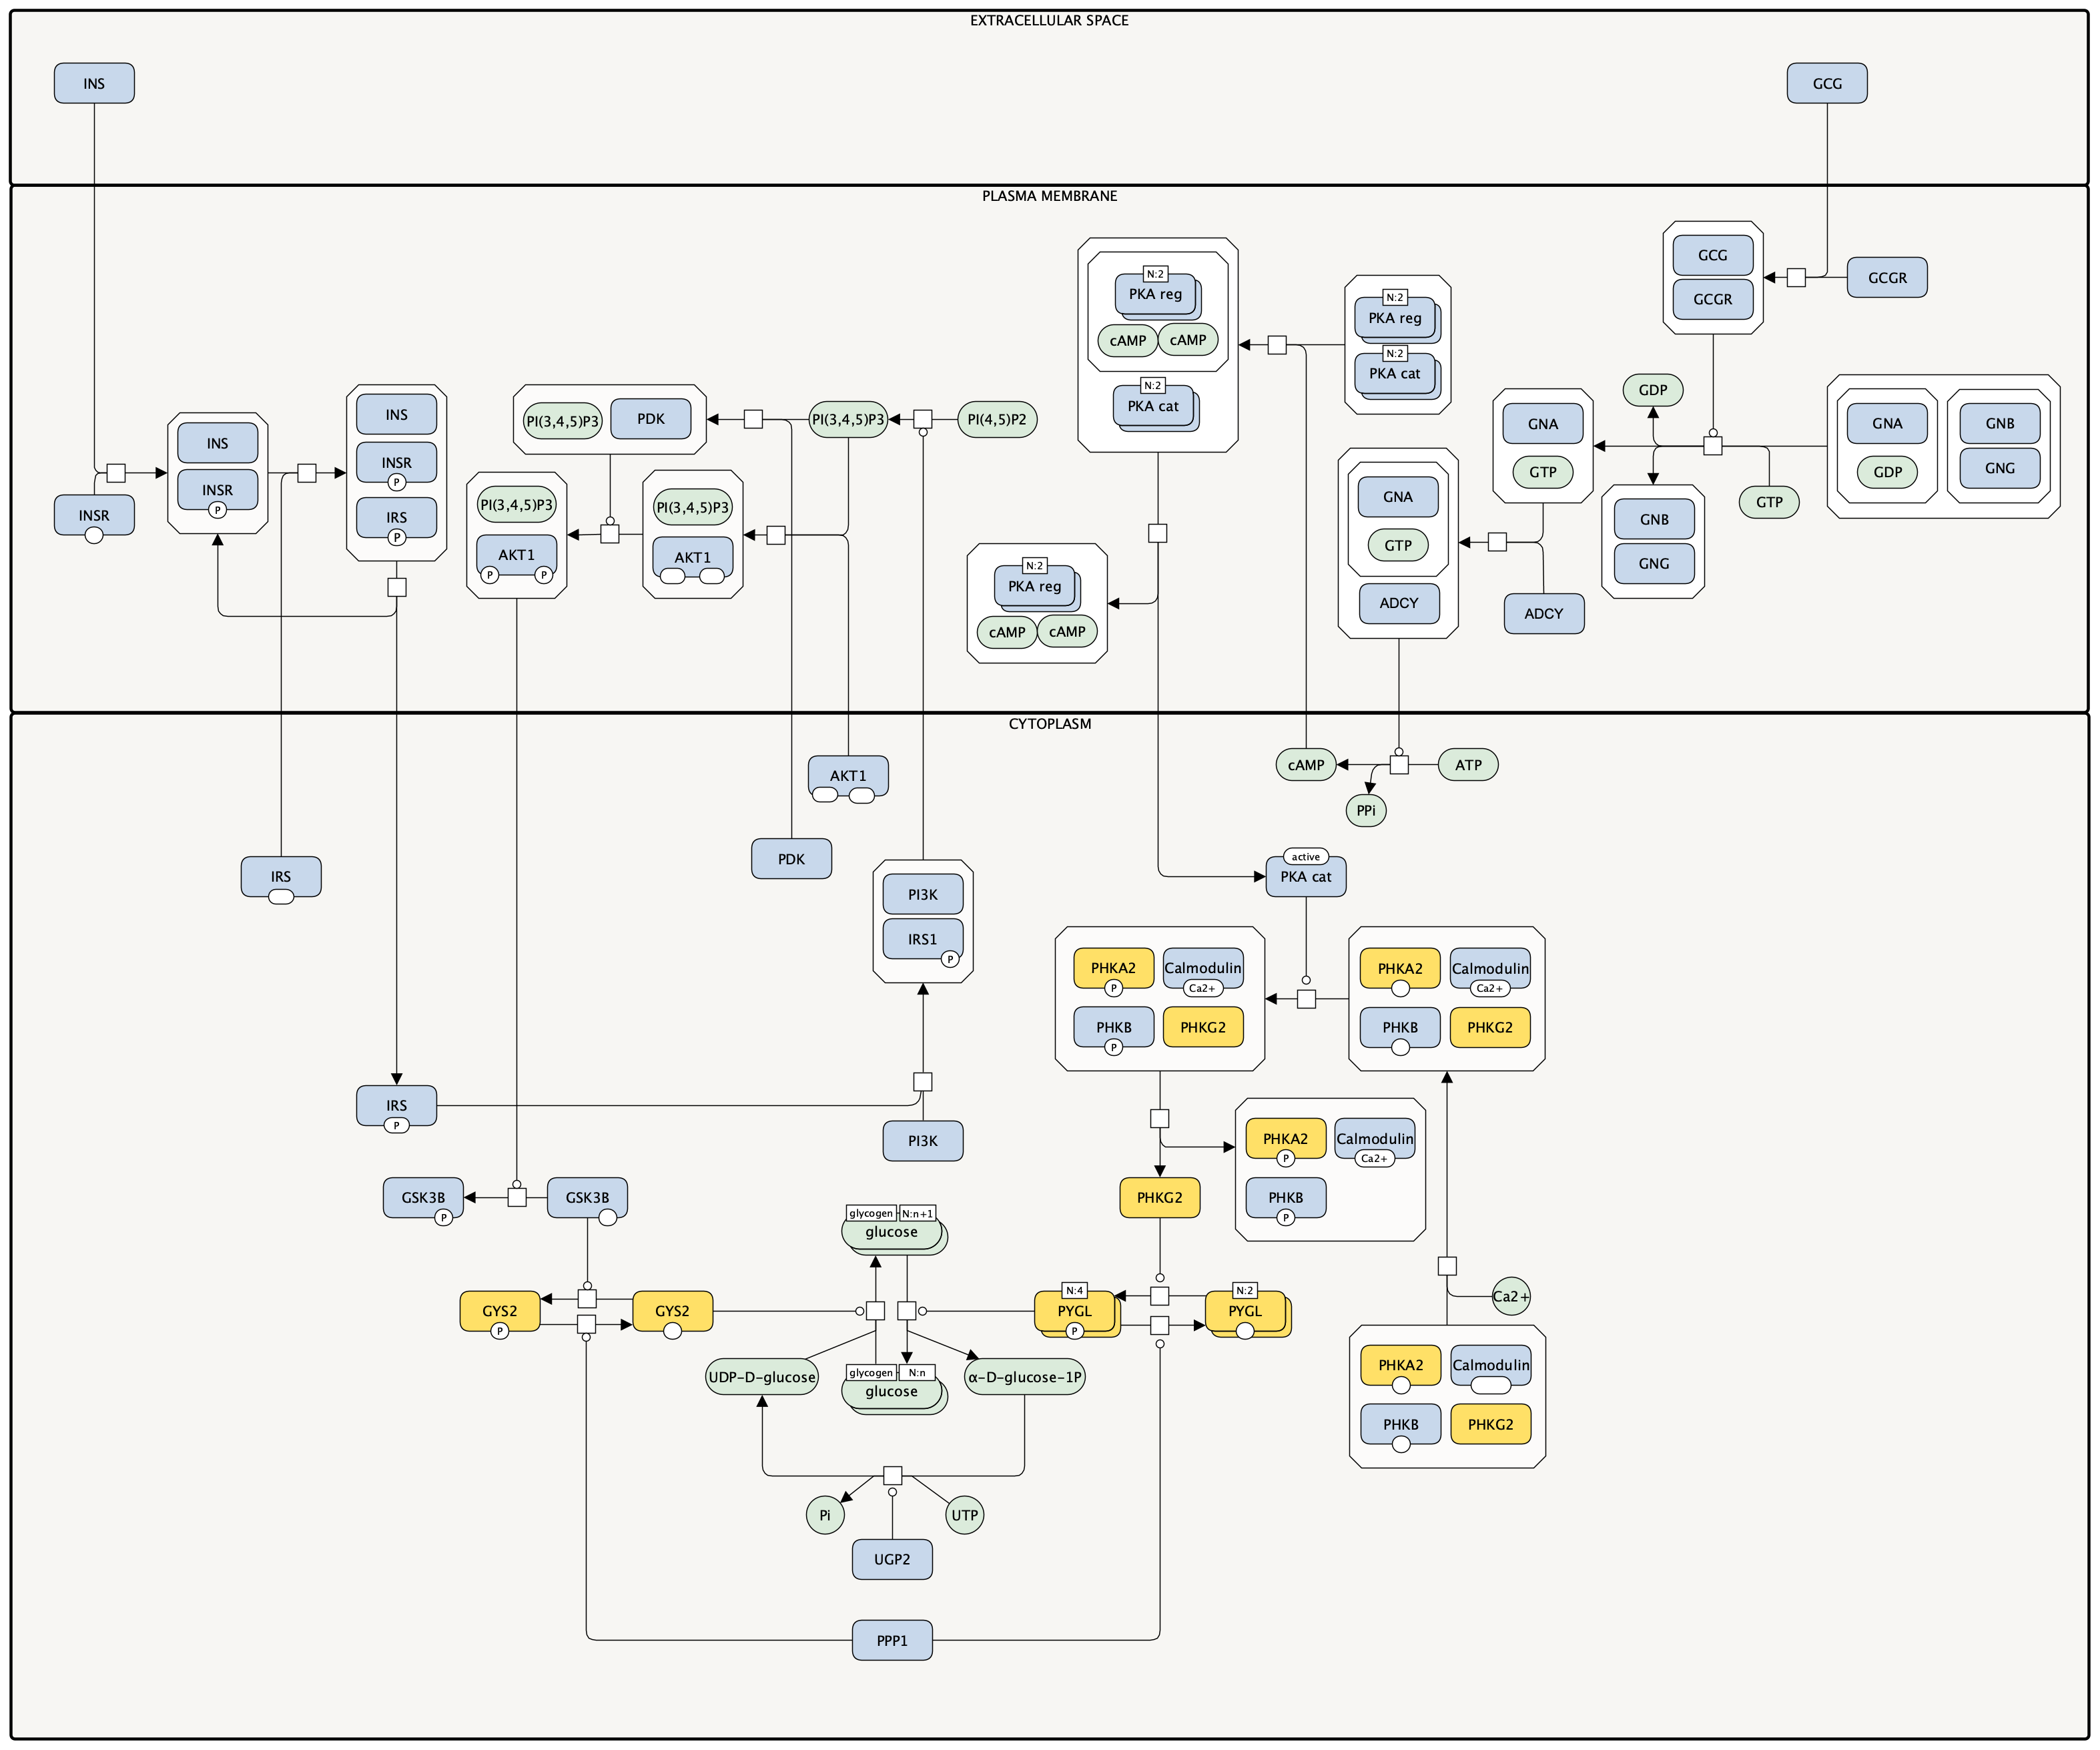 EXTRACELLULAR SPACE
INS
GCG
PLASMA MEMBRANE
GCG
GCGR
GCGR
N:2
PKA reg
cAMP
cAMP
N:2
PKA cat
N:2
PKA reg
N:2
PKA cat
INS
INSR
P
INS
INSR
P
IRS
P
INSR
PI(3,4,5)P3
PDK
PI(3,4,5)P3
PI(4,5)P2
PI(3,4,5)P3
AKT1
P
P
PI(3,4,5)P3
AKT1
GDP
GNA
GTP
GNA
GDP
GNB
GNG
GTP
GNB
GNG
GNA
GTP
ADCY
ADCY
N:2
PKA reg
cAMP
cAMP
CYTOPLASM
AKT1
cAMP
ATP
PPi
PDK
IRS
active
PKA cat
PI3K
IRS1
P
PHKA2
P
Calmodulin
Ca2+
PHKB
P
PHKG2
PHKA2
Calmodulin
Ca2+
PHKB
PHKG2
IRS
P
PI3K
PHKA2
P
Calmodulin
Ca2+
PHKB
P
GSK3B
P
GSK3B
PHKG2
glycogen
N:n+1
glucose
GYS2
P
GYS2
N:4
PYGL
P
N:2
PYGL
Ca2+
UDP-D-glucose
glycogen
N:n
glucose
α-D-glucose-1P
PHKA2
Calmodulin
PHKB
PHKG2
Pi
UTP
UGP2
PPP1